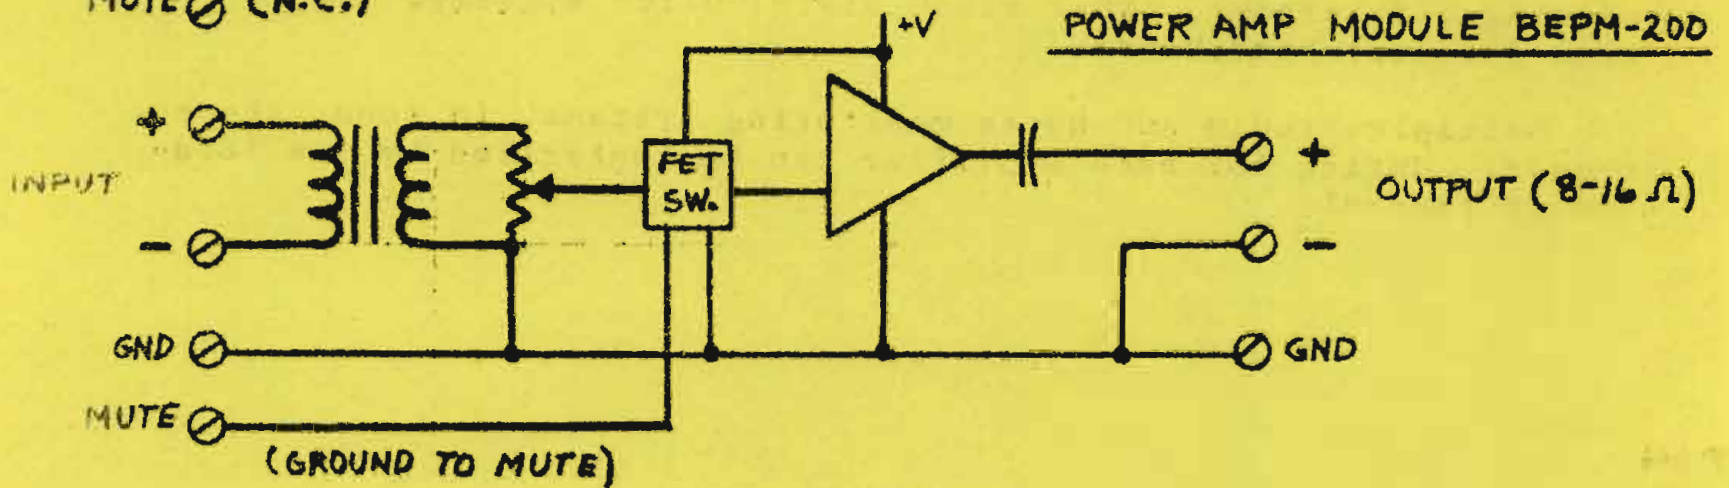 MUTE (N.C.)
+V
POWER AMP MODULE BEPM-200
+
INPUT
-
FET
SW.
+
OUTPUT (8-16 Ω)
-
GND
GND
MUTE
(GROUND TO MUTE)